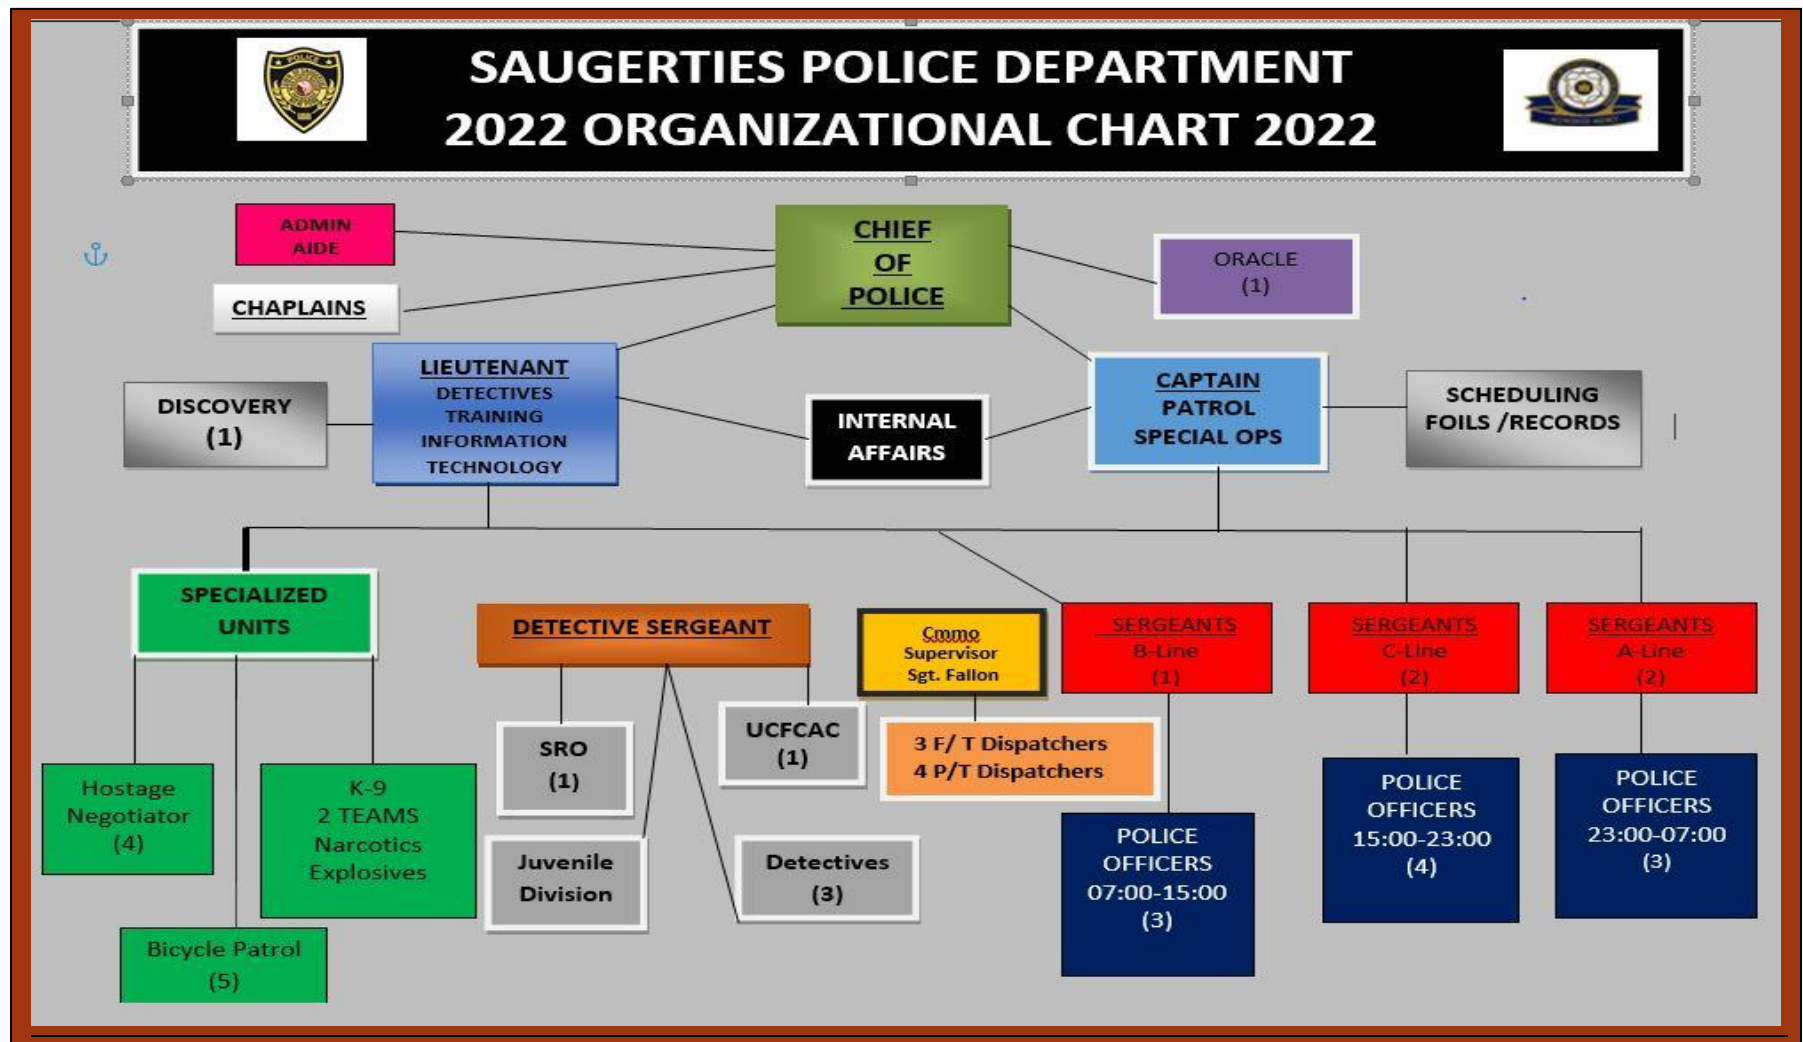 SAUGERTIES POLICE DEPARTMENT
2022 ORGANIZATIONAL CHART 2022
POLICE
ADMIN
AIDE
CHIEF
OF
POLICE
ORACLE
(1)
CHAPLAINS
LIEUTENANT
DETECTIVES
TRAINING
INFORMATION
TECHNOLOGY
DISCOVERY
(1)
INTERNAL
AFFAIRS
CAPTAIN
PATROL
SPECIAL OPS
SCHEDULING
FOILS /RECORDS
SPECIALIZED
UNITS
DETECTIVE SERGEANT
Cmmo
Supervisor
Sgt. Fallon
SERGEANTS
B-Line
(1)
SERGEANTS
C-Line
(2)
SERGEANTS
A-Line
(2)
SRO
(1)
UCFCAC
(1)
3 F/ T Dispatchers
4 P/T Dispatchers
Hostage
Negotiator
(4)
K-9
2 TEAMS
Narcotics
Explosives
Juvenile
Division
Detectives
(3)
POLICE
OFFICERS
07:00-15:00
(3)
POLICE
OFFICERS
15:00-23:00
(4)
POLICE
OFFICERS
23:00-07:00
(3)
Bicycle Patrol
(5)